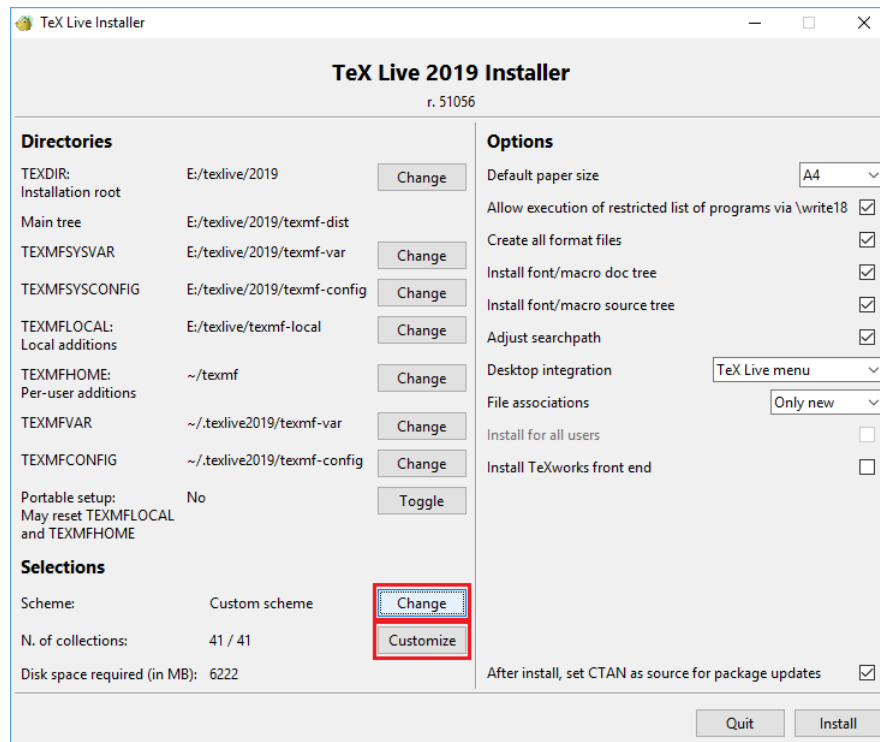 TeX Live Installer
TeX Live 2019 Installer
r. 51056
Directories
TEXDIR: E:/texlive/2019 Change
Installation root
Main tree E:/texlive/2019/texmf-dist
TEXMFSYSVAR E:/texlive/2019/texmf-var Change
TEXMFSYSCONFIG E:/texlive/2019/texmf-config Change
TEXMFLOCAL: E:/texlive/texmf-local Change
Local additions
TEXMFHOME: ~/texmf Change
Per-user additions
TEXMFVAR ~/.texlive2019/texmf-var Change
TEXMFCONFIG ~/.texlive2019/texmf-config Change
Portable setup: No Toggle
May reset TEXMFLOCAL
and TEXMFHOME
Selections
Scheme: Custom scheme Change
N. of collections: 41 / 41 Customize
Disk space required (in MB): 6222
Options
Default paper size A4
Allow execution of restricted list of programs via \write18
Create all format files
Install font/macro doc tree
Install font/macro source tree
Adjust searchpath
Desktop integration TeX Live menu
File associations Only new
Install for all users
Install TeXworks front end
After install, set CTAN as source for package updates
Quit Install